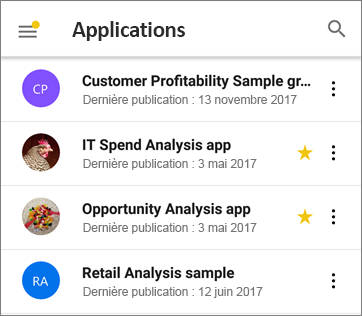 Applications
CP
Customer Profitability Sample gr...
Dernière publication : 13 novembre 2017
IT Spend Analysis app
Dernière publication : 3 mai 2017
Opportunity Analysis app
Dernière publication : 3 mai 2017
RA
Retail Analysis sample
Dernière publication : 12 juin 2017